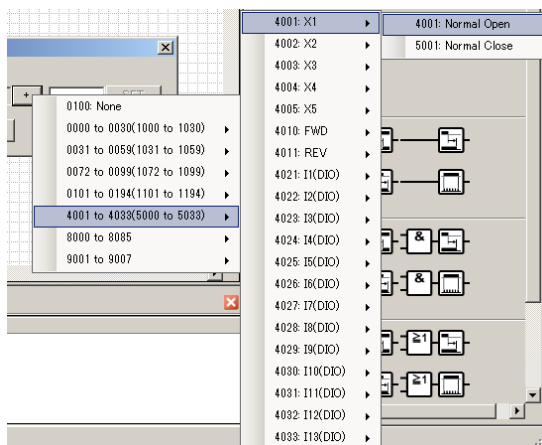 0100: None
0000 to 0030(1000 to 1030)
0031 to 0059(1031 to 1059)
0072 to 0099(1072 to 1099)
0101 to 0194(1101 to 1194)
4001 to 4033(5000 to 5033)
8000 to 8085
9001 to 9007
4001: X1
4002: X2
4003: X3
4004: X4
4005: X5
4010: FWD
4011: REV
4021: I1(DIO)
4022: I2(DIO)
4023: I3(DIO)
4024: I4(DIO)
4025: I5(DIO)
4026: I6(DIO)
4027: I7(DIO)
4028: I8(DIO)
4029: I9(DIO)
4030: I10(DIO)
4031: I11(DIO)
4032: I12(DIO)
4033: I13(DIO)
4001: Normal Open
5001: Normal Close
&
&
≥1
≥1